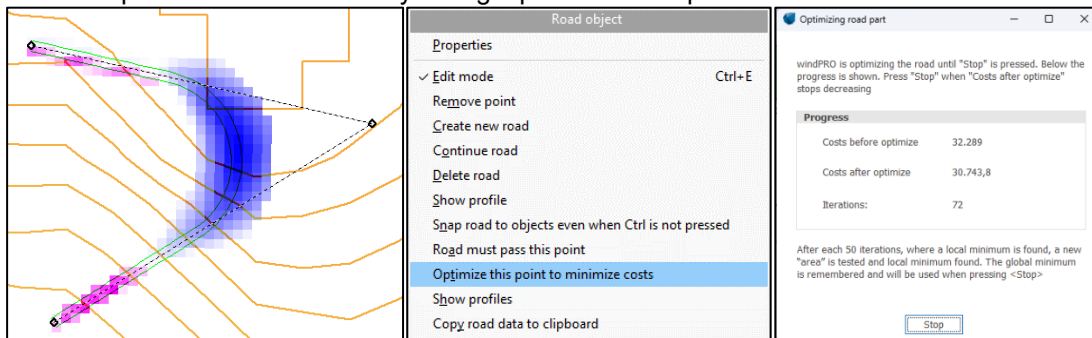 Road object
Properties
Edit mode Ctrl+E
Remove point
Create new road
Continue road
Delete road
Show profile
Snap road to objects even when Ctrl is not pressed
Road must pass this point
Optimize this point to minimize costs
Show profiles
Copy road data to clipboard
Optimizing road part
windPRO is optimizing the road until "Stop" is pressed. Below the
progress is shown. Press "Stop" when "Costs after optimize"
stops decreasing
Progress
Costs before optimize 32.289
Costs after optimize 30.743,8
Iterations: 72
After each 50 iterations, where a local minimum is found, a new
"area" is tested and local minimum found. The global minimum
is remembered and will be used when pressing <Stop>
Stop